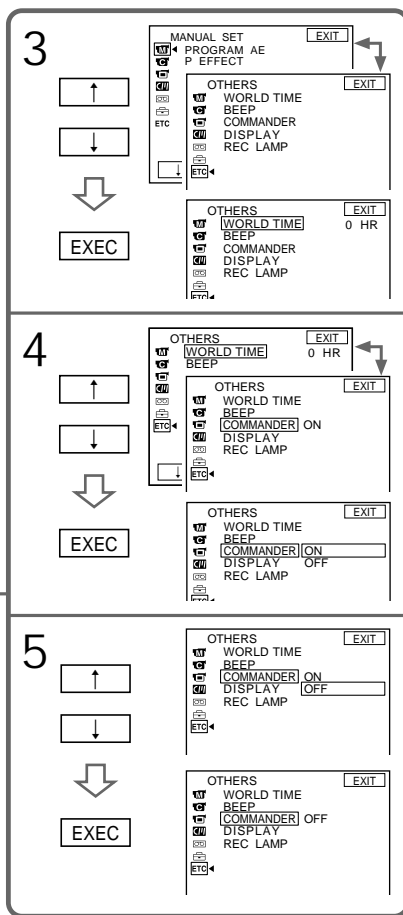 3
MANUAL SET EXIT
PROGRAM AE
P EFFECT
ETC
↑
↓
EXEC
↓
OTHERS EXIT
WORLD TIME
BEEP
COMMANDER
DISPLAY
REC LAMP
ETC
OTHERS EXIT
WORLD TIME 0 HR
BEEP
COMMANDER
DISPLAY
REC LAMP
ETC
4
OTHERS EXIT
WORLD TIME 0 HR
BEEP
ETC
↑
↓
EXEC
↓
OTHERS EXIT
WORLD TIME
BEEP
COMMANDER ON
DISPLAY
REC LAMP
ETC
OTHERS EXIT
WORLD TIME
BEEP
COMMANDER ON
DISPLAY OFF
REC LAMP
ETC
5
↑
↓
EXEC
OTHERS EXIT
WORLD TIME
BEEP
COMMANDER ON
DISPLAY OFF
REC LAMP
ETC
OTHERS EXIT
WORLD TIME
BEEP
COMMANDER OFF
DISPLAY
REC LAMP
ETC